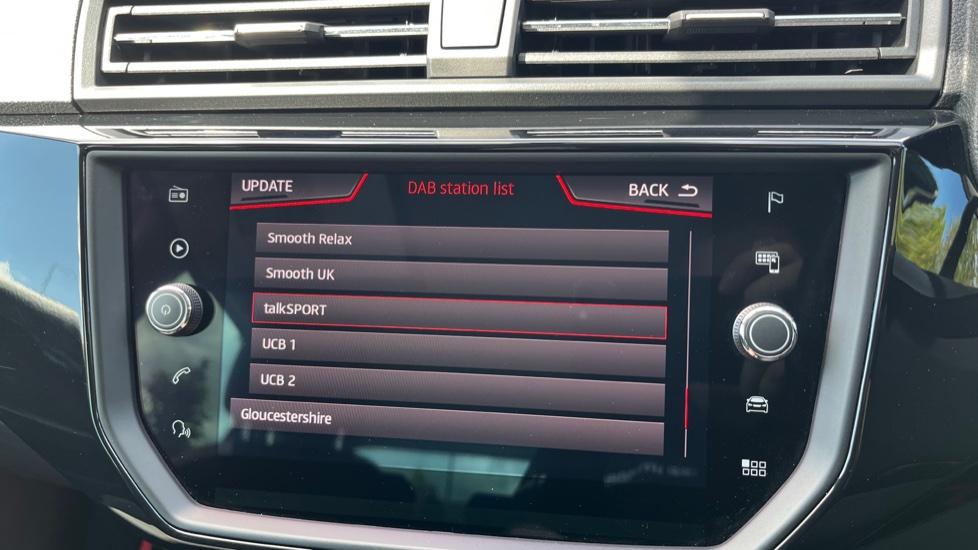 UPDATE
DAB station list
BACK
Smooth Relax
Smooth UK
talkSPORT
UCB 1
UCB 2
Gloucestershire